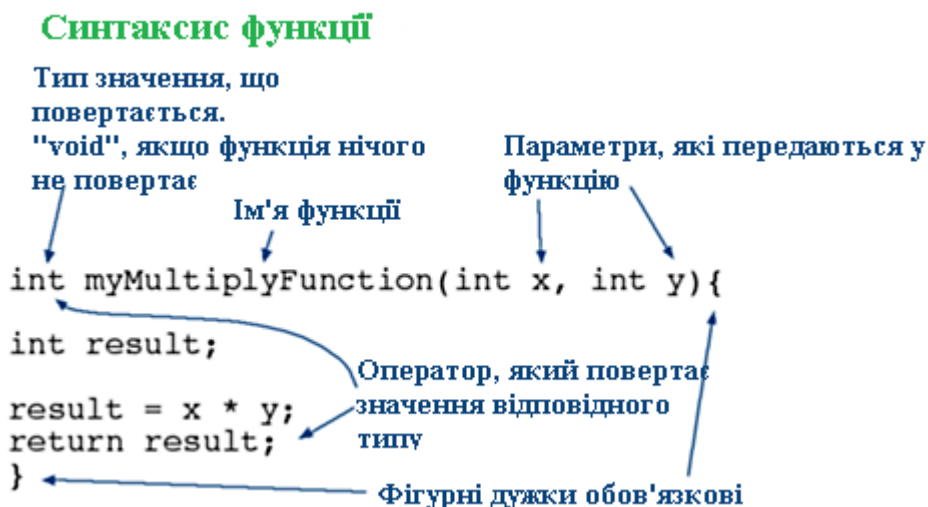 Синтаксис функції
Тип значення, що
повертається.
"void", якщо функція нічого
не повертає
Параметри, які передаються у
функцію
Ім'я функції
int myMultiplyFunction(int x, int y){
int result;
Оператор, який повертає
значення відповідного
типу
result = x * y;
return result;
}
Фігурні дужки обов'язкові